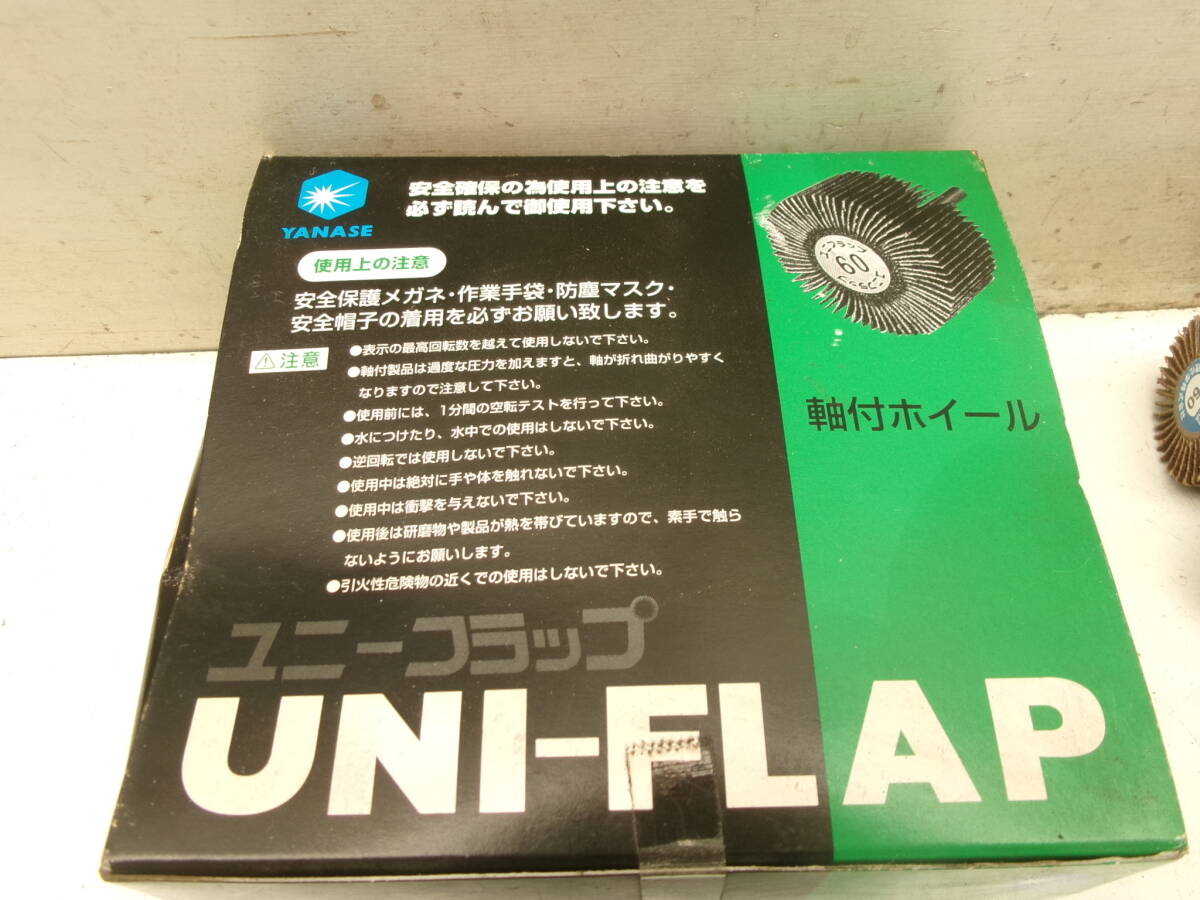 YANASE
安全確保の為使用上の注意を
必ず読んで御使用下さい。
使用上の注意
安全保護メガネ・作業手袋・防塵マスク・
安全帽子の着用を必ずお願い致します。
⚠注意
●表示の最高回転数を越えて使用しないで下さい。
●軸付製品は過度な圧力を加えますと、軸が折れ曲がりやすく
なりますので注意して下さい。
●使用前には、1分間の空転テストを行って下さい。
●水につけたり、水中での使用はしないで下さい。
●逆回転では使用しないで下さい。
●使用中は絶対に手や体を触れないで下さい。
●使用中は衝撃を与えないで下さい。
●使用後は研磨物や製品が熱を帯びていますので、素手で触ら
ないようにお願いします。
●引火性危険物の近くでの使用はしないで下さい。
ユニーフラップ
60
軸付ホイール
ユニーフラップ
UNI-FLAP
60